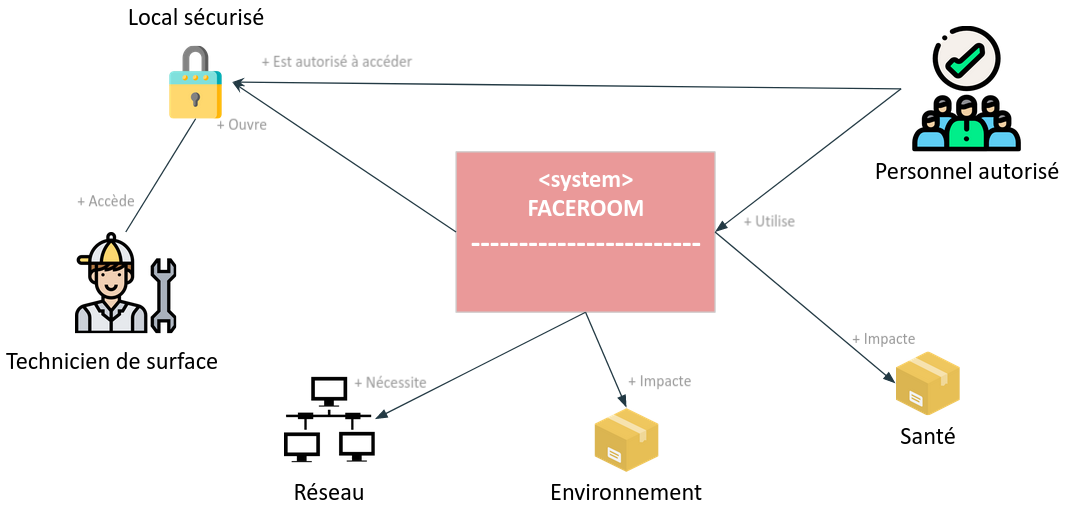 Local sécurisé
+ Est autorisé à accéder
+ Ouvre
Personnel autorisé
<system>
FACEROOM
------------------------
+ Accède
+ Utilise
Technicien de surface
+ Impacte
+ Nécessite
+ Impacte
Santé
Réseau
Environnement